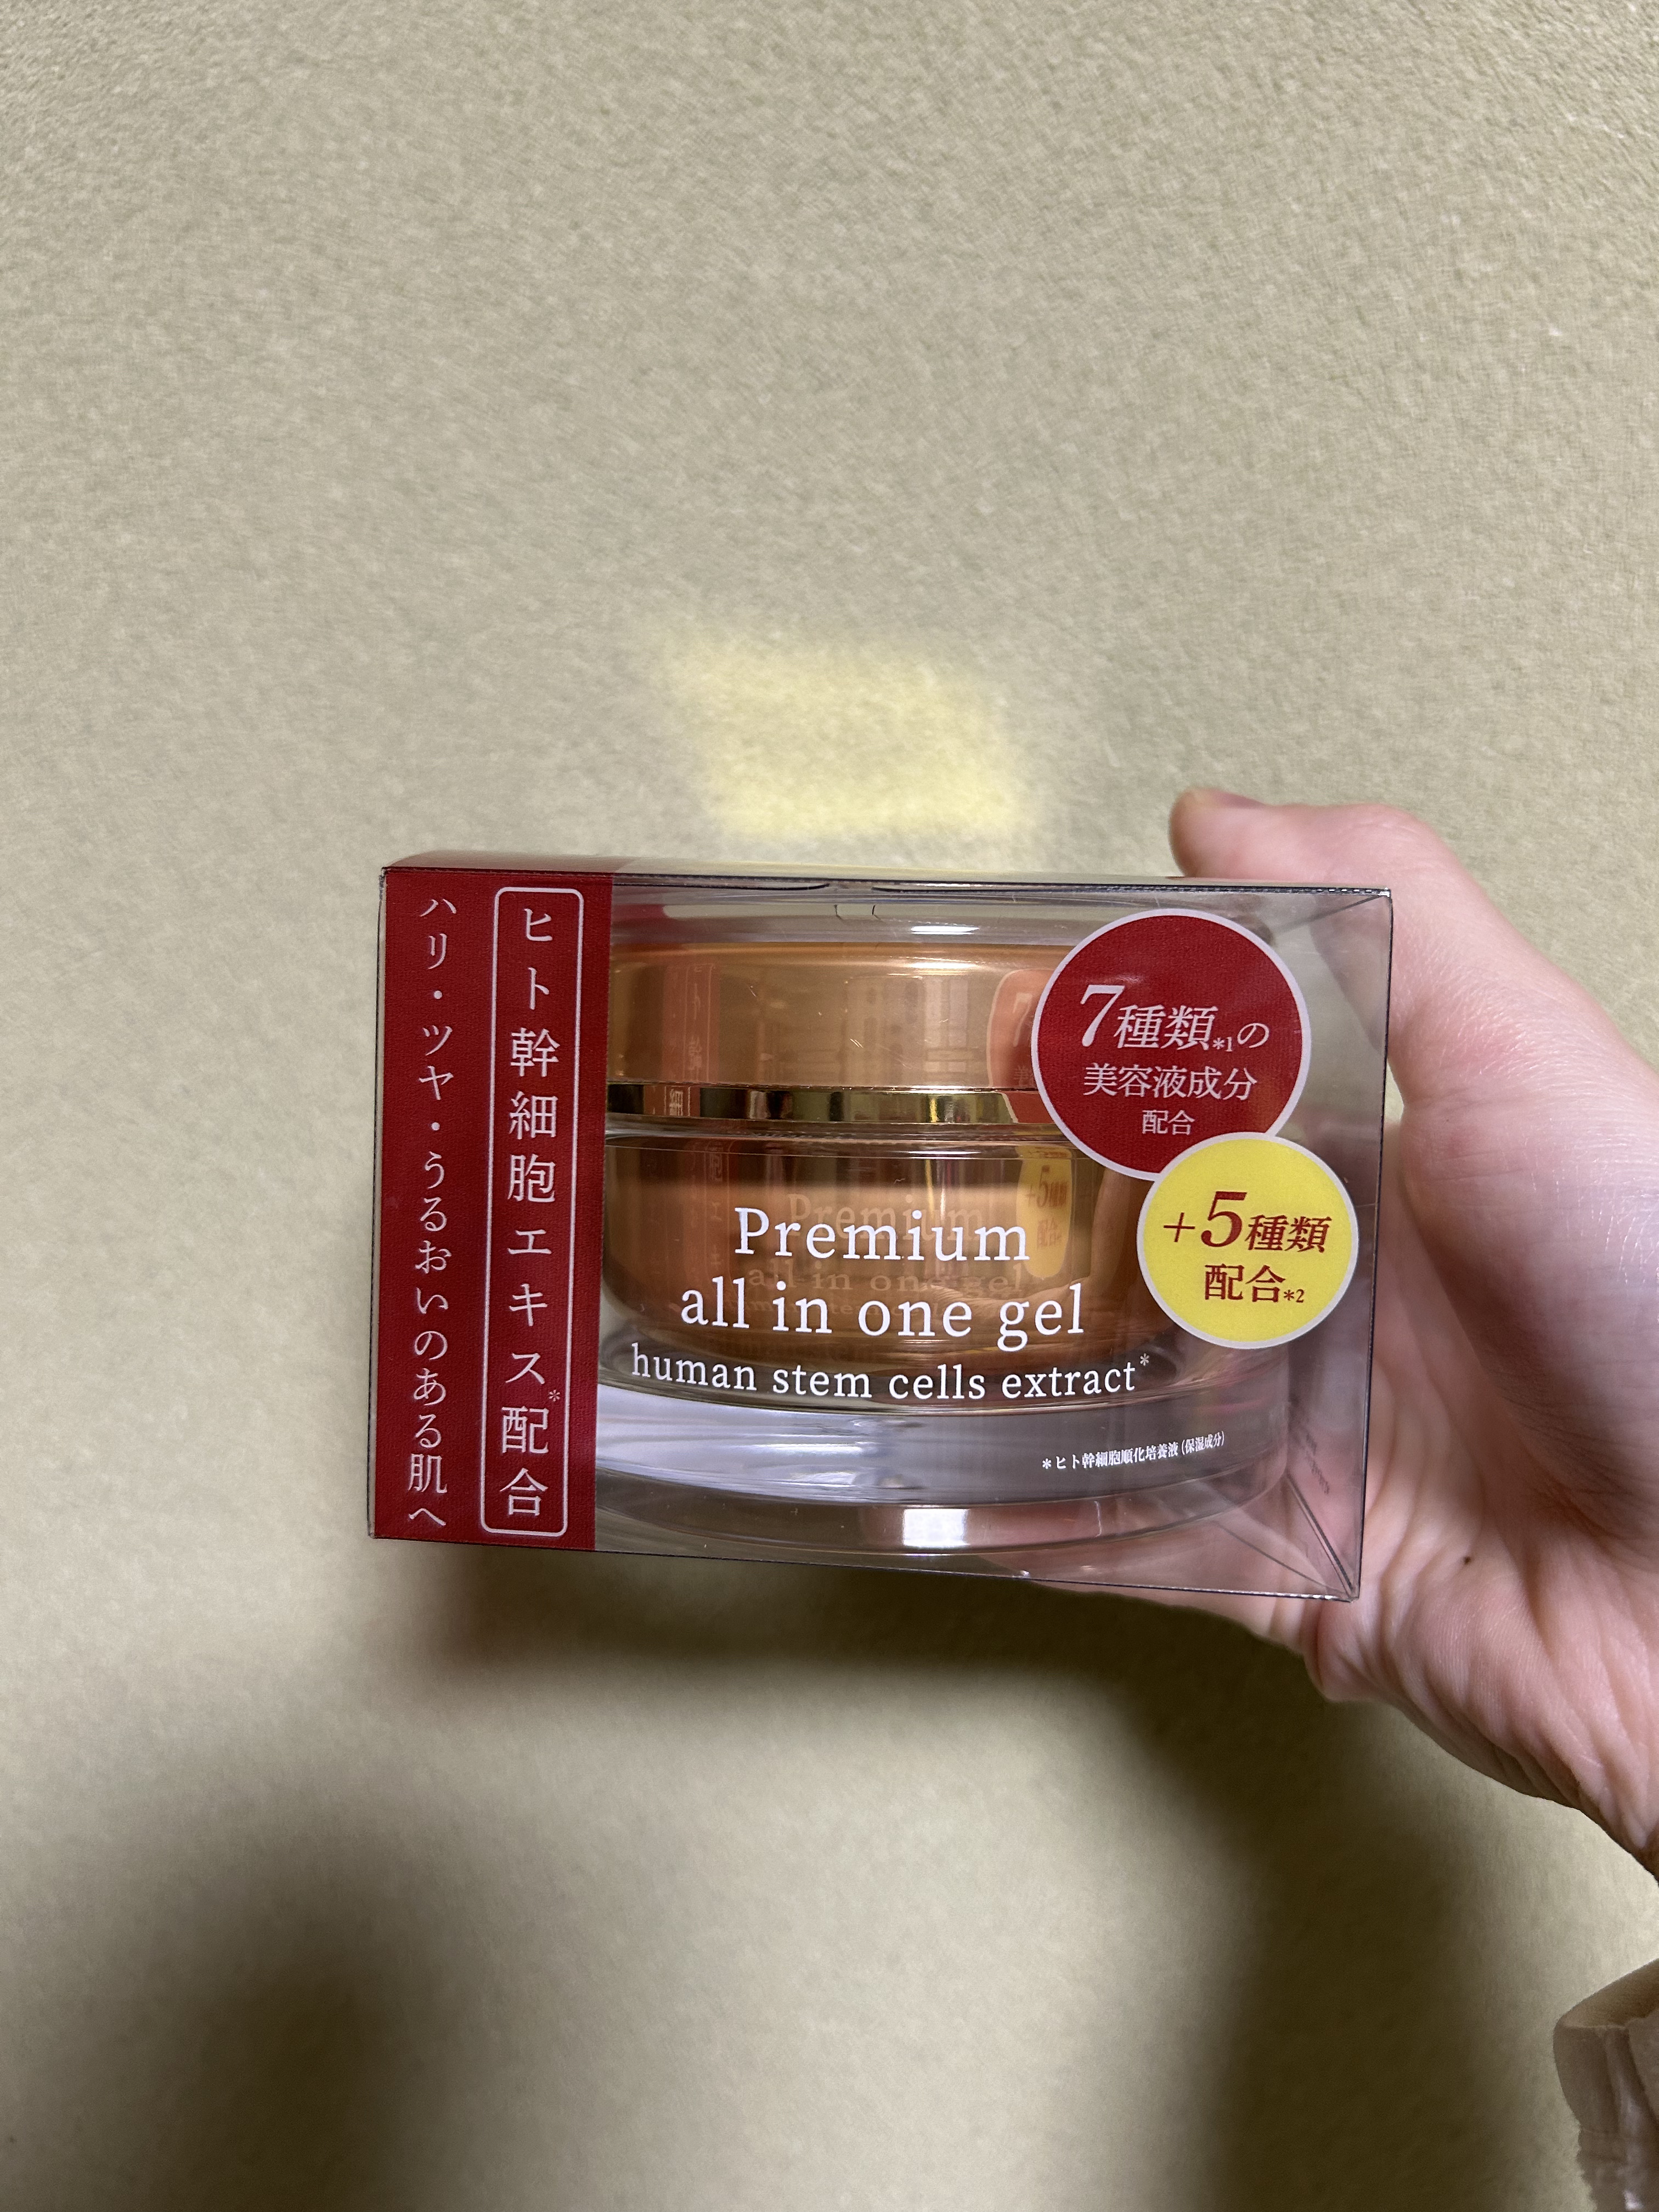 ヒト幹細胞エキス*配合
ハリ・ツヤ・うるおいのある肌へ
7種類*1の
美容液成分
配合
+5種類
配合*2
Premium
all in one gel
human stem cells extract*
*ヒト幹細胞順化培養液(保湿成分)